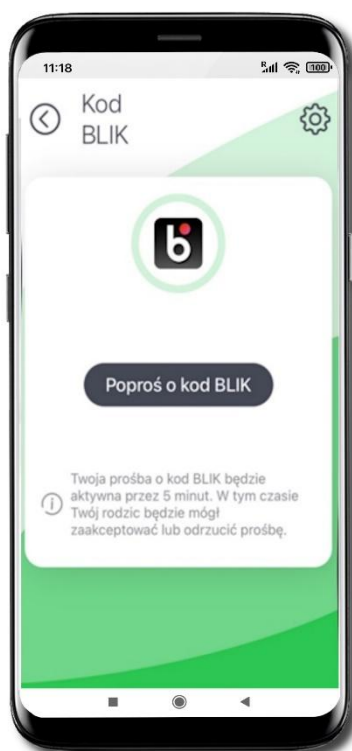 11:18
R
100
Kod
BLIK
b
Poproś o kod BLIK
Twoja prośba o kod BLIK będzie
aktywna przez 5 minut. W tym czasie
Twój rodzic będzie mógł
zaakceptować lub odrzucić prośbę.